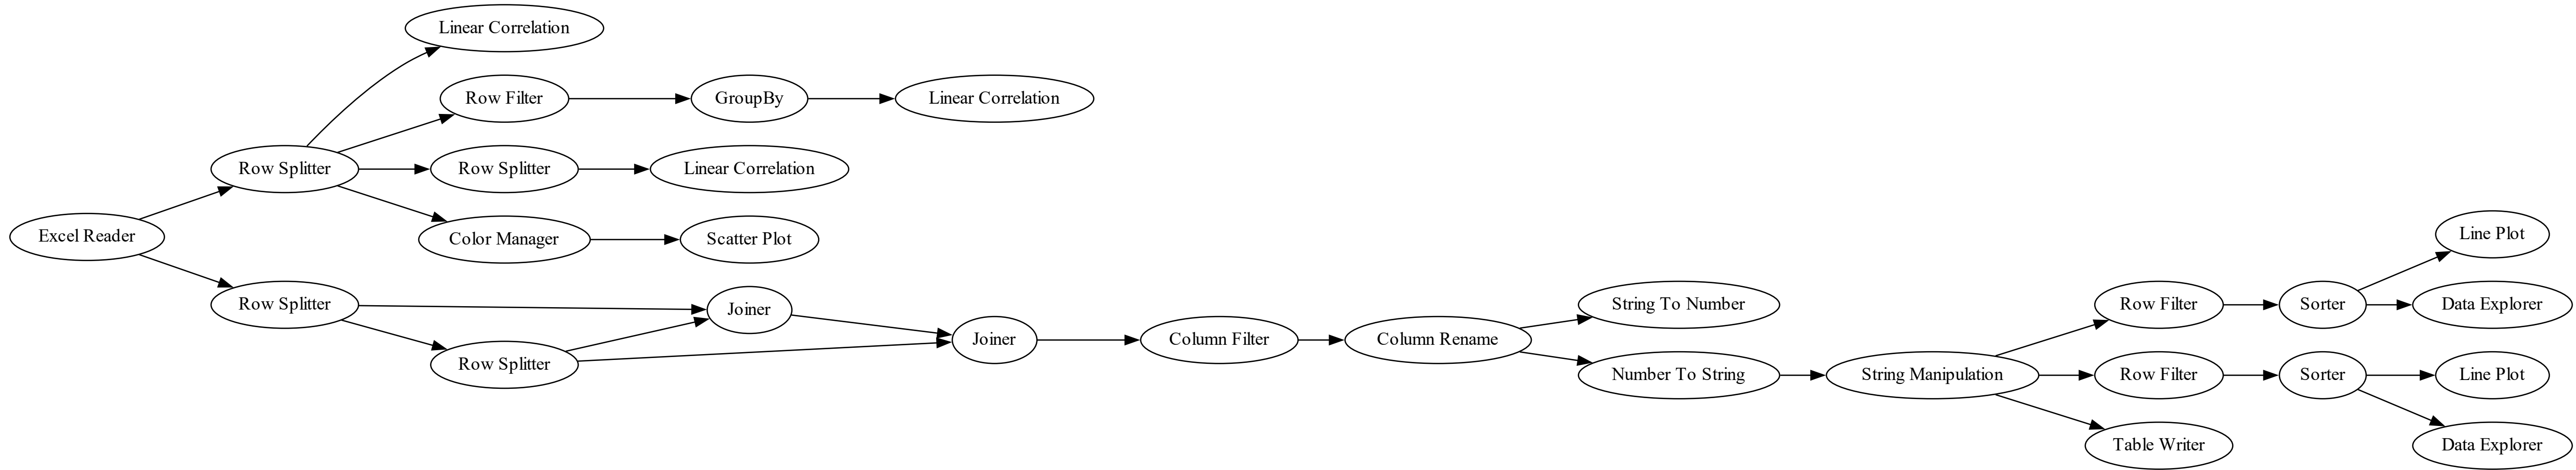 Linear Correlation
Row Filter
GroupBy
Linear Correlation
Row Splitter
Row Splitter
Linear Correlation
Excel Reader
Color Manager
Scatter Plot
Row Splitter
Joiner
Row Splitter
Joiner
Column Filter
Column Rename
String To Number
Number To String
String Manipulation
Row Filter
Sorter
Line Plot
Data Explorer
Row Filter
Sorter
Line Plot
Data Explorer
Table Writer